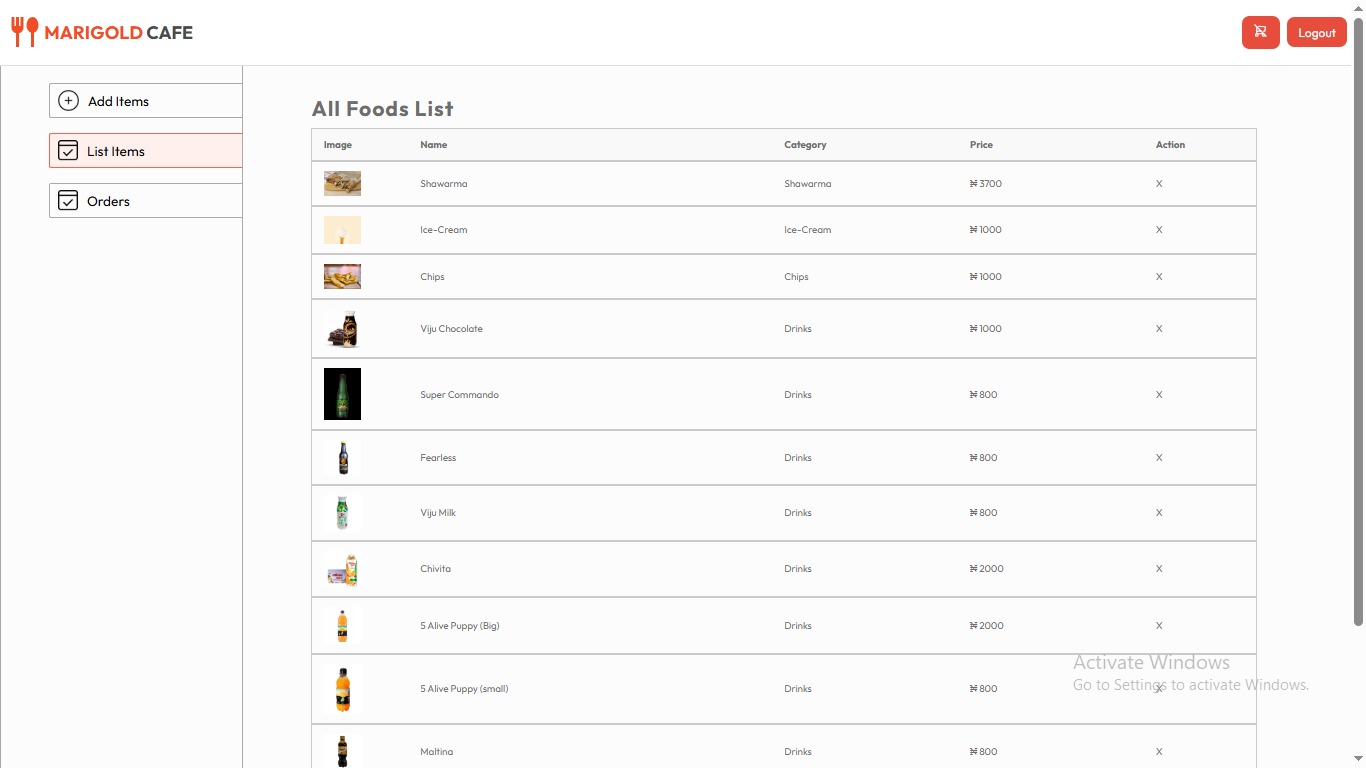 MARIGOLD CAFE
Logout
Add Items
List Items
Orders
All Foods List
Image Name Category Price Action
Shawarma Shawarma ₦3700 X
Ice-Cream Ice-Cream ₦1000 X
Chips Chips ₦1000 X
Viju Chocolate Drinks ₦1000 X
Super Commando Drinks ₦800 X
Fearless Drinks ₦800 X
Viju Milk Drinks ₦800 X
Chivita Drinks ₦2000 X
5 Alive Puppy (Big) Drinks ₦2000 X
5 Alive Puppy (small) Drinks ₦800 X
Maltina Drinks ₦800 X
Activate Windows
Go to Settings to activate Windows.